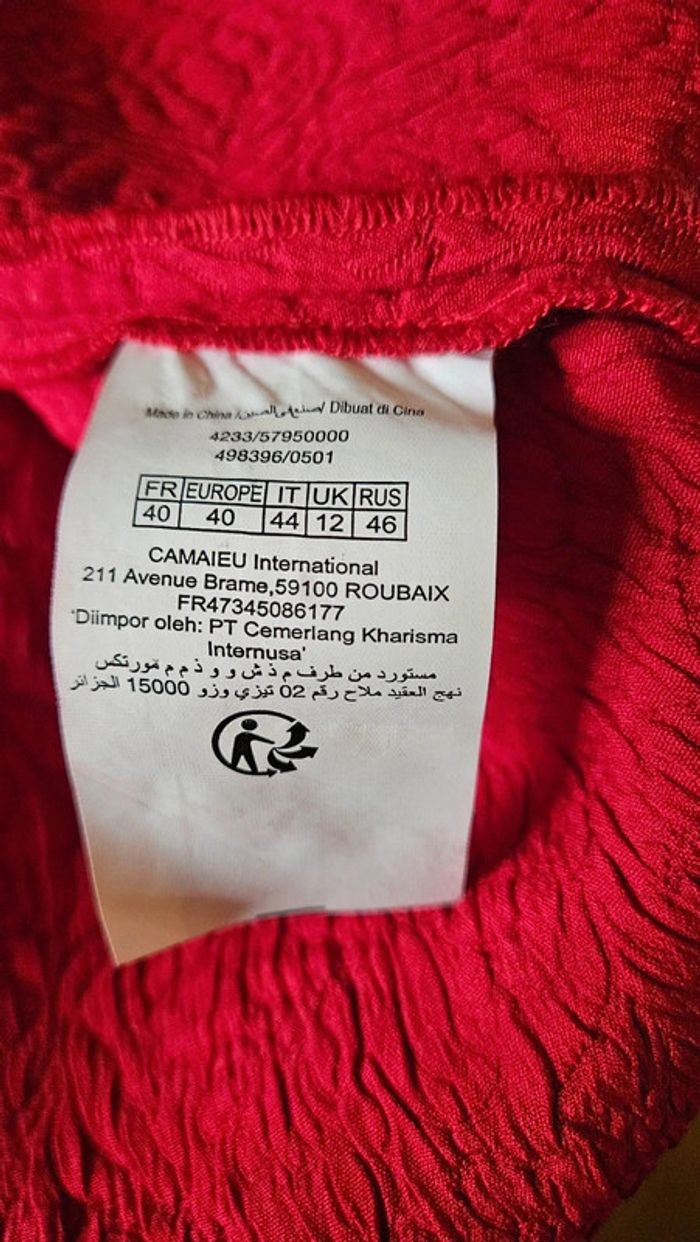 Made in China /صنع في الصين/ Dibuat di Cina
4233/57950000
498396/0501
FR EUROPE IT UK RUS
40 40 44 12 46
CAMAIEU International
211 Avenue Brame,59100 ROUBAIX
FR47345086177
'Diimpor oleh: PT Cemerlang Kharisma
Internusa'
مستورد من طرف م ذ ش و و ذ م م مورتكس
نهج العقيد ملاح رقم 02 تيزي وزو 15000 الجزائر